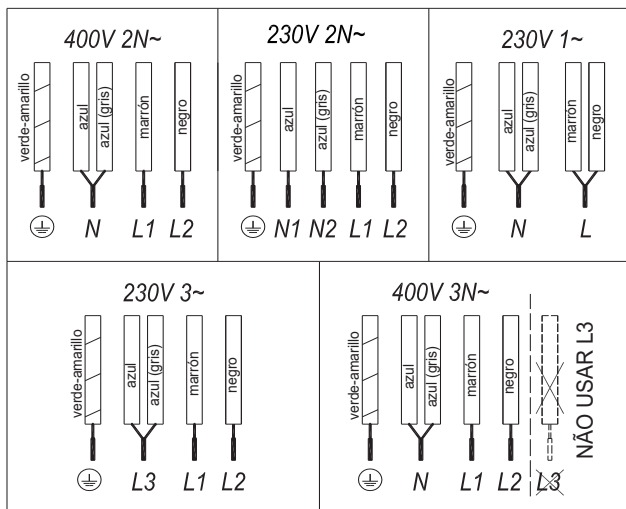 400V 2N~
verde-amarillo
azul
azul (gris)
marrón
negro
N L1 L2
230V 2N~
verde-amarillo
azul
azul (gris)
marrón
negro
N1 N2 L1 L2
230V 1~
verde-amarillo
azul
azul (gris)
marrón
negro
N L
230V 3~
verde-amarillo
azul
azul (gris)
marrón
negro
L3 L1 L2
400V 3N~
verde-amarillo
azul
azul (gris)
marrón
negro
N L1 L2 L3
NÃO USAR L3